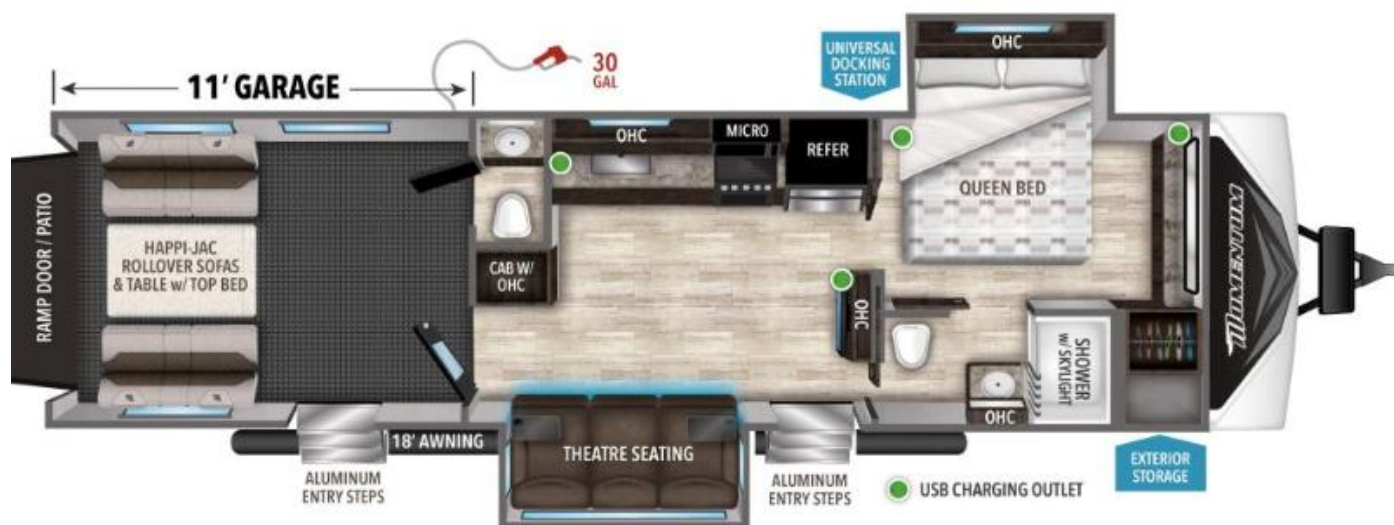 11' GARAGE
30
GAL
UNIVERSAL
DOCKING
STATION
OHC
OHC
MICRO
REFER
QUEEN BED
RAMP DOOR / PATIO
HAPPI-JAC
ROLLOVER SOFAS
& TABLE w/ TOP BED
CAB W/
OHC
OHC
SHOWER
w/ SKYLIGHT
MOMENTUM
OHC
18' AWNING
THEATRE SEATING
ALUMINUM
ENTRY STEPS
ALUMINUM
ENTRY STEPS
USB CHARGING OUTLET
EXTERIOR
STORAGE